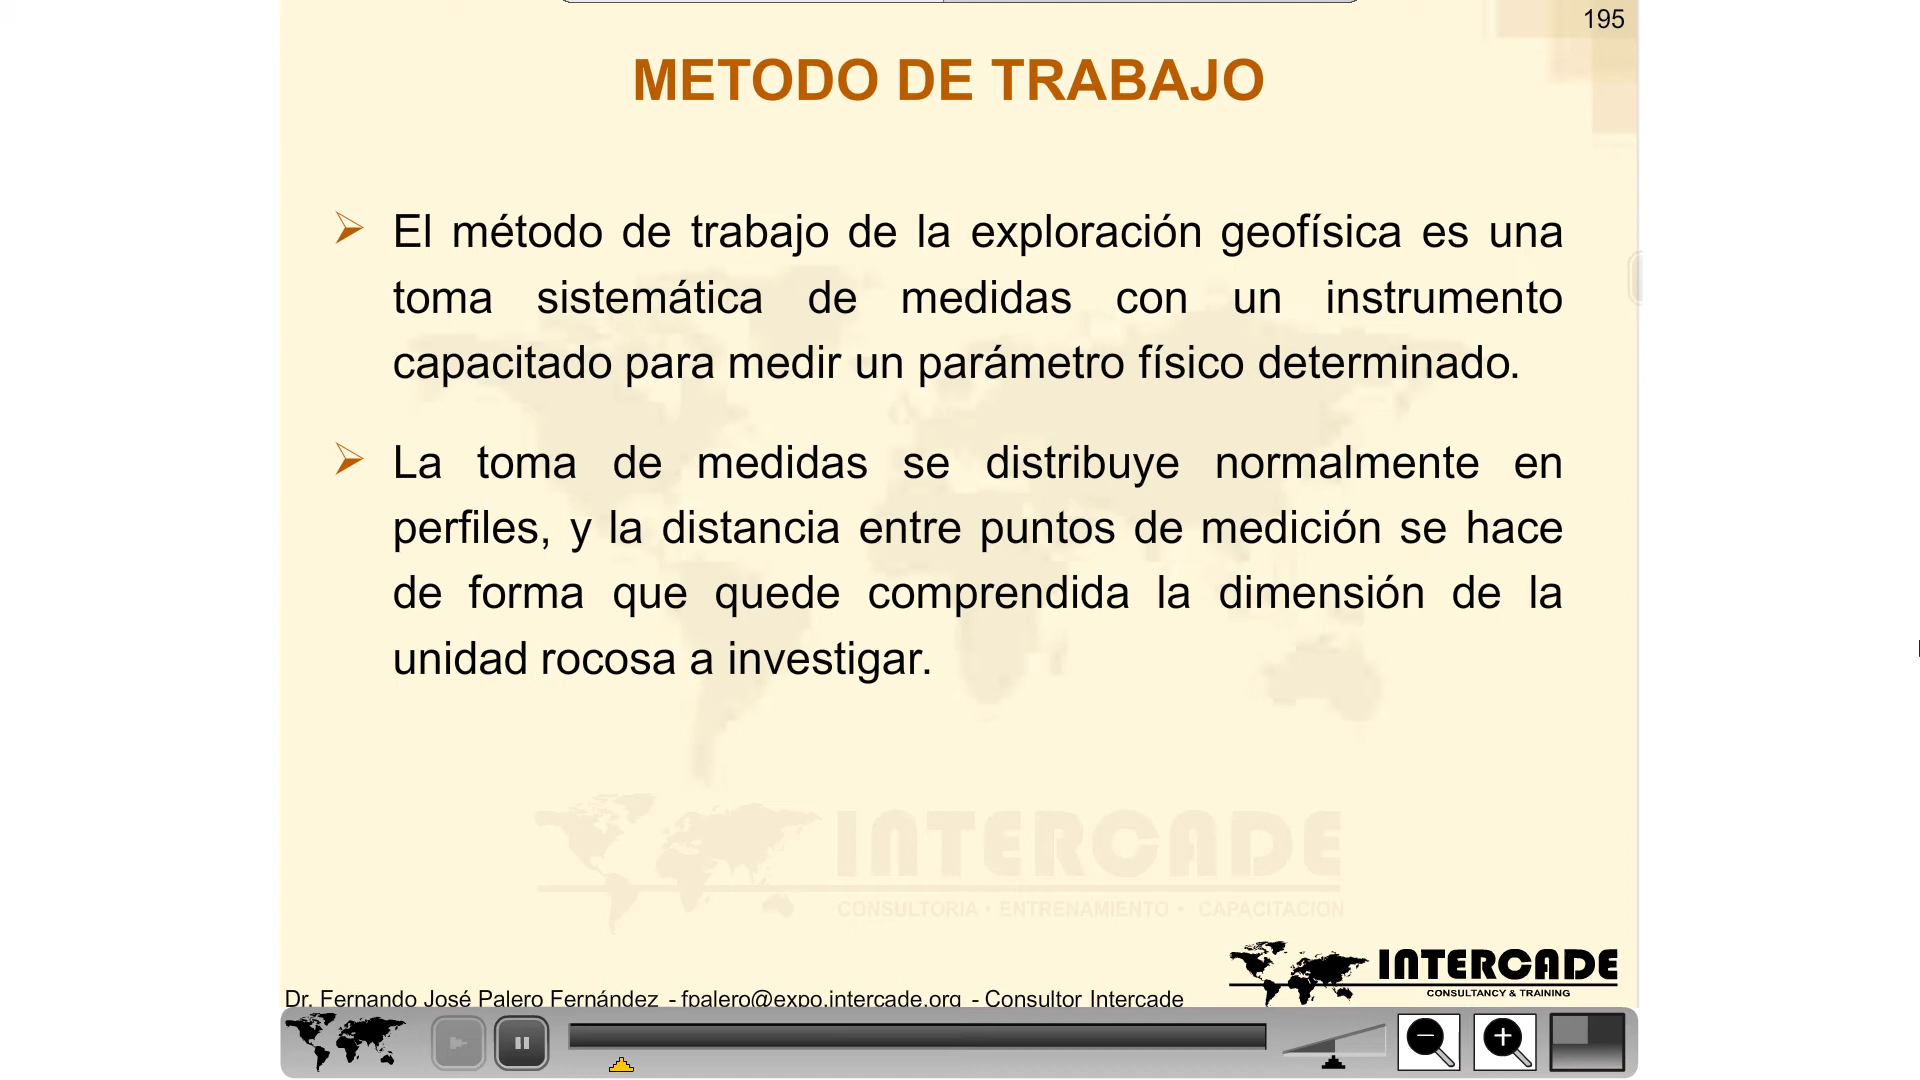 195
METODO DE TRABAJO
El método de trabajo de la exploración geofísica es una
toma sistemática de medidas con un instrumento
capacitado para medir un parámetro físico determinado.
La toma de medidas se distribuye normalmente en
perfiles, y la distancia entre puntos de medición se hace
de forma que quede comprendida la dimensión de la
unidad rocosa a investigar.
INTERCADE
CONSULTORIA • ENTRENAMIENTO • CAPACITACION
INTERCADE
CONSULTANCY & TRAINING
Dr. Fernando José Palero Fernández - fpalero@expo.intercade.org - Consultor Intercade